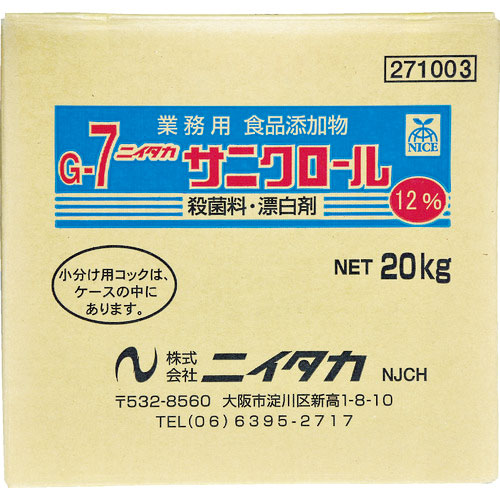 271003
業務用 食品添加物
NICE
G-7 ニイタカ サニクロール
殺菌料・漂白剤
12%
小分け用コックは、
ケースの中に
あります。
NET 20kg
株式会社 ニイタカ NJCH
〒532-8560 大阪市淀川区新高1-8-10
TEL(06)6395-2717